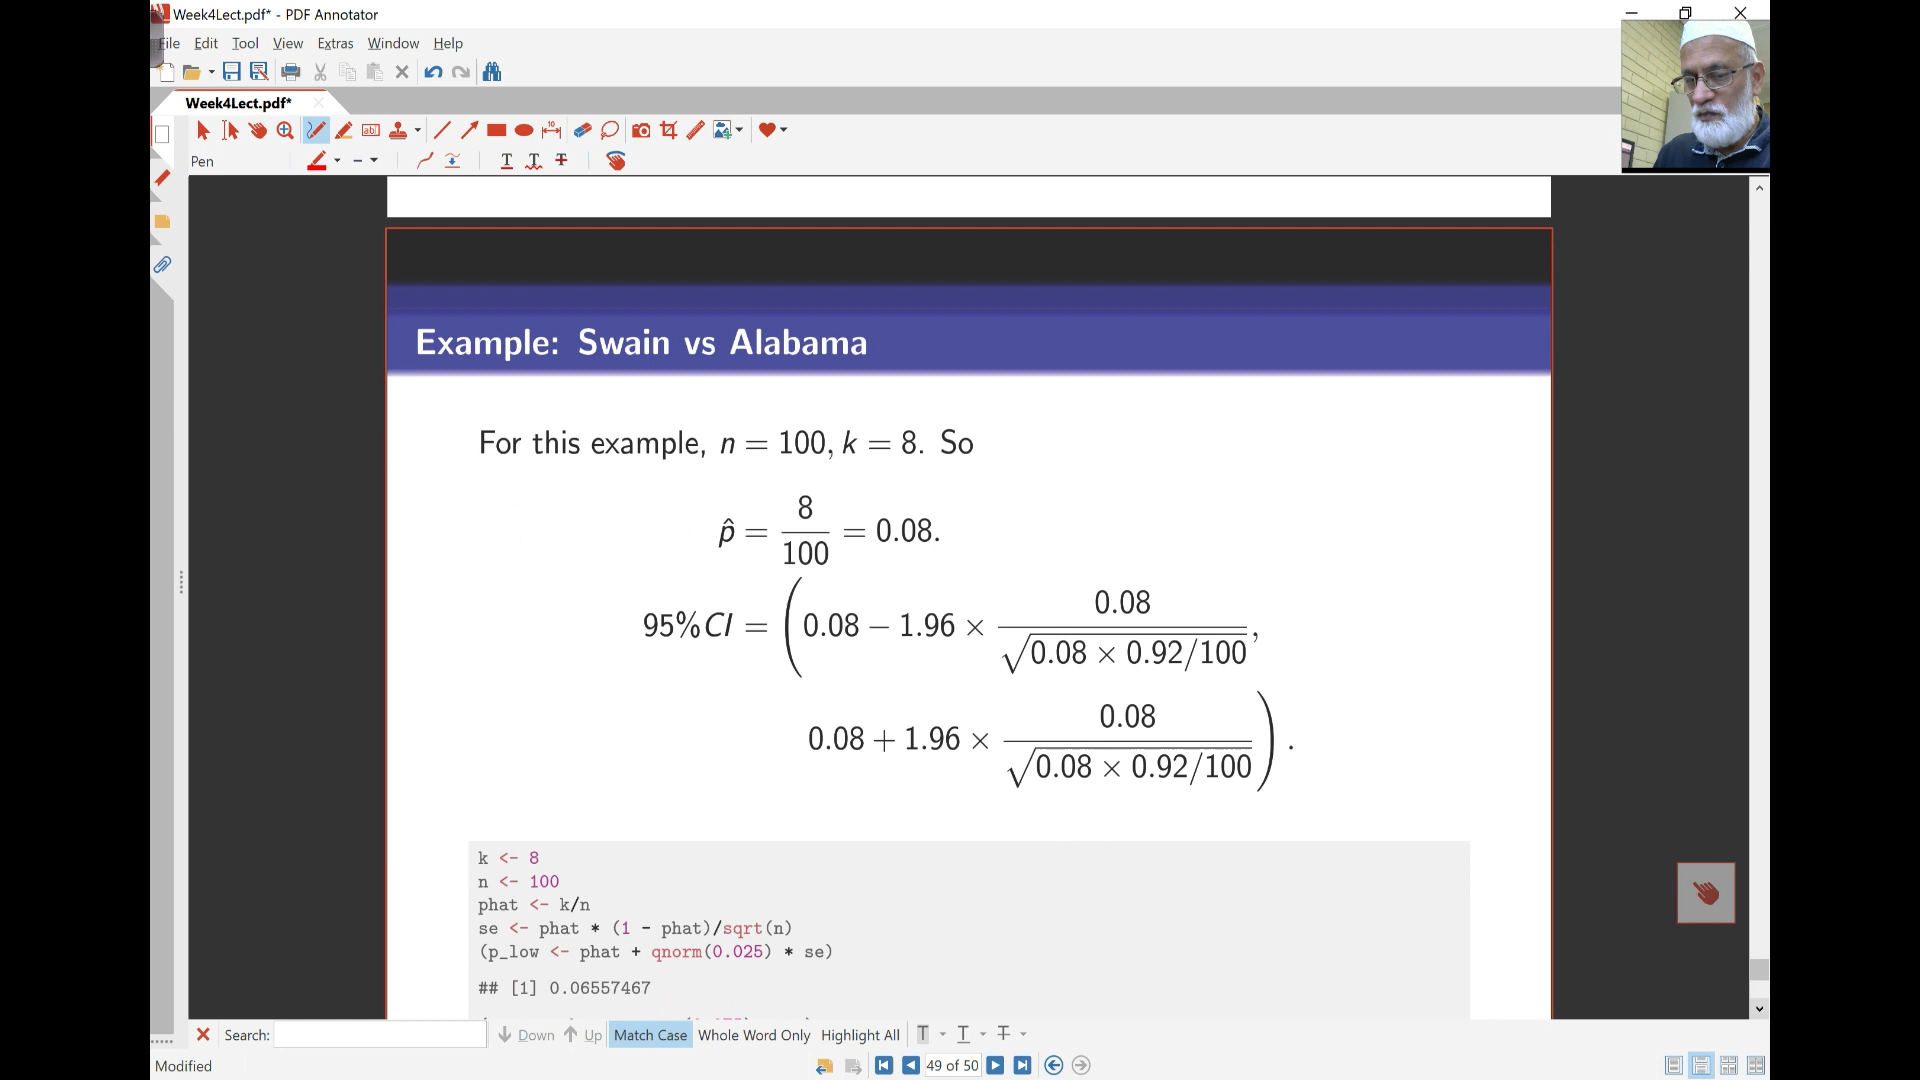 Week4Lect.pdf* - PDF Annotator
File Edit Tool View Extras Window Help
Week4Lect.pdf*
Pen
Example: Swain vs Alabama
For this example, n = 100, k = 8. So
p̂ = 8/100 = 0.08.
95%CI = (0.08 − 1.96 × 0.08/√0.08 × 0.92/100,
0.08 + 1.96 × 0.08/√0.08 × 0.92/100).
k <- 8
n <- 100
phat <- k/n
se <- phat * (1 - phat)/sqrt(n)
(p_low <- phat + qnorm(0.025) * se)
## [1] 0.06557467
Search: Down Up Match Case Whole Word Only Highlight All
Modified 49 of 50